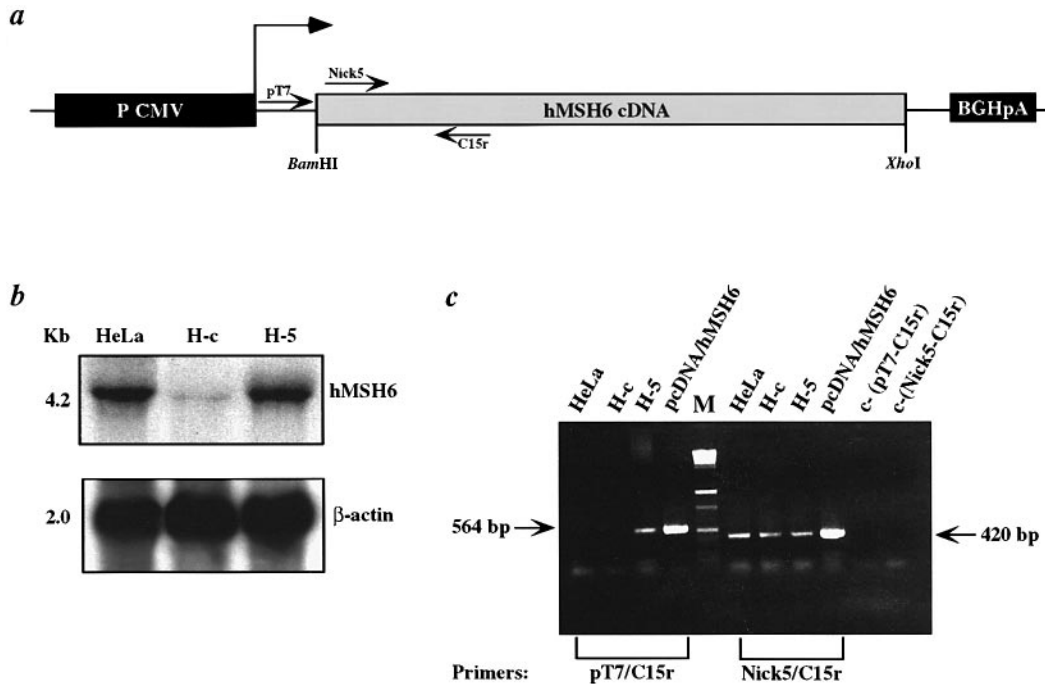 a
P CMV
pT7
Nick5
hMSH6 cDNA
C15r
BamHI
XhoI
BGHpA
b
Kb
HeLa
H-c
H-5
4.2
hMSH6
2.0
β-actin
c
HeLa
H-c
H-5
pcDNA/hMSH6
M
HeLa
H-c
H-5
pcDNA/hMSH6
c- (pT7-C15r)
c-(Nick5-C15r)
564 bp
420 bp
Primers:
pT7/C15r
Nick5/C15r